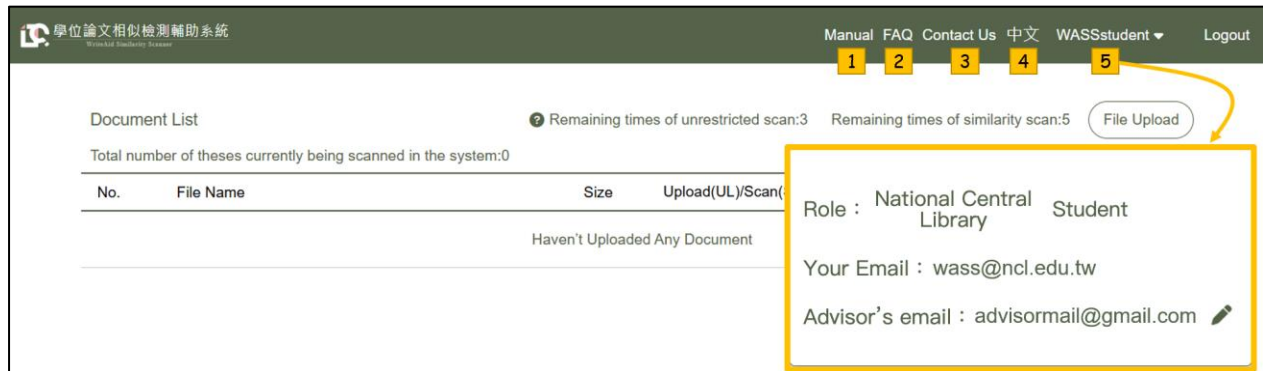 學位論文相似檢測輔助系統
WriteAid Similarity Scanner
Manual FAQ Contact Us 中文 WASSstudent Logout
1 2 3 4 5
Document List Remaining times of unrestricted scan:3 Remaining times of similarity scan:5 File Upload
Total number of theses currently being scanned in the system:0
No. File Name Size Upload(UL)/Scan(
Haven't Uploaded Any Document
Role： National Central Library Student
Your Email：wass@ncl.edu.tw
Advisor's email：advisormail@gmail.com